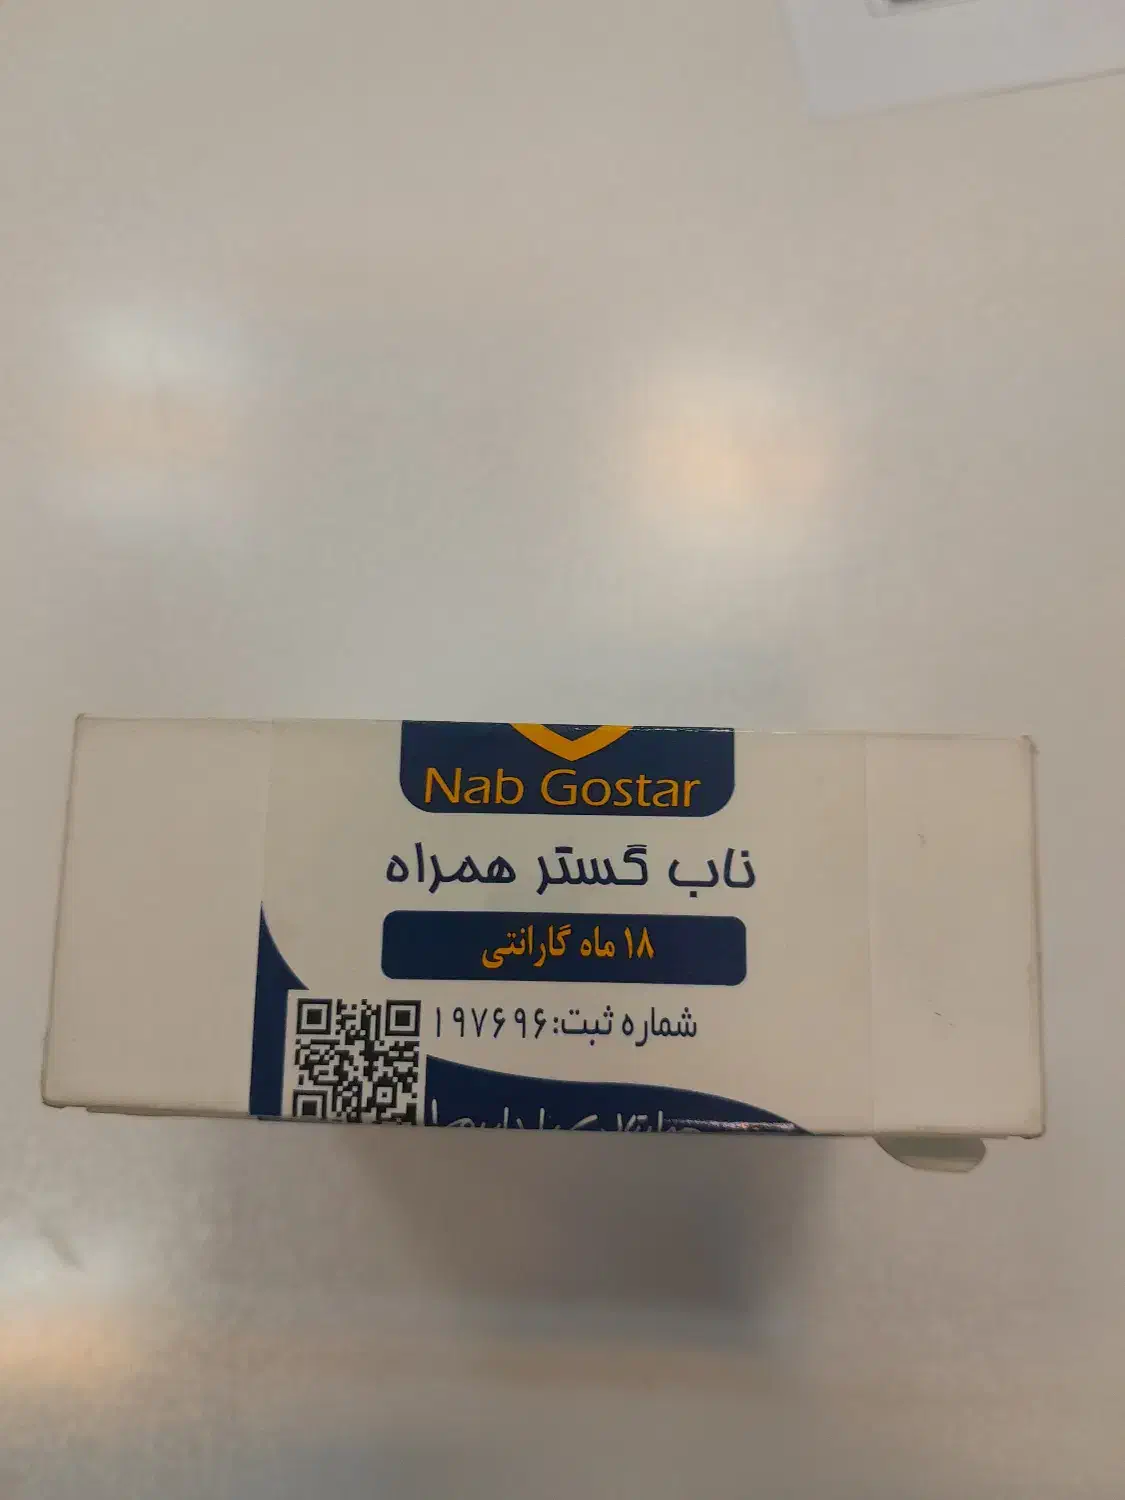 Nab Gostar
ناب گستر همراه
۱۸ ماه گارانتی
شماره ثبت:۱۹۷۶۹۶